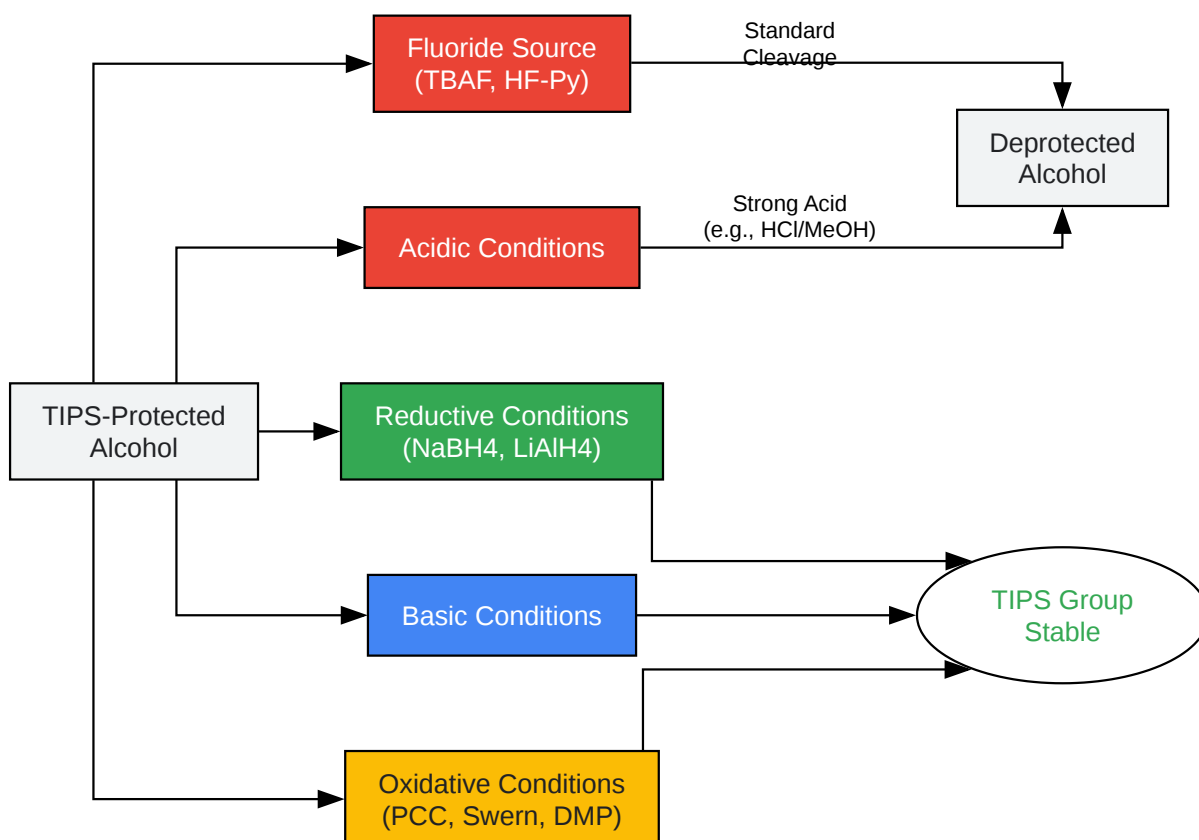 Fluoride Source
(TBAF, HF-Py)
Standard
Cleavage
Deprotected
Alcohol
Acidic Conditions
Strong Acid
(e.g., HCl/MeOH)
TIPS-Protected
Alcohol
Reductive Conditions
(NaBH4, LiAlH4)
Basic Conditions
TIPS Group
Stable
Oxidative Conditions
(PCC, Swern, DMP)